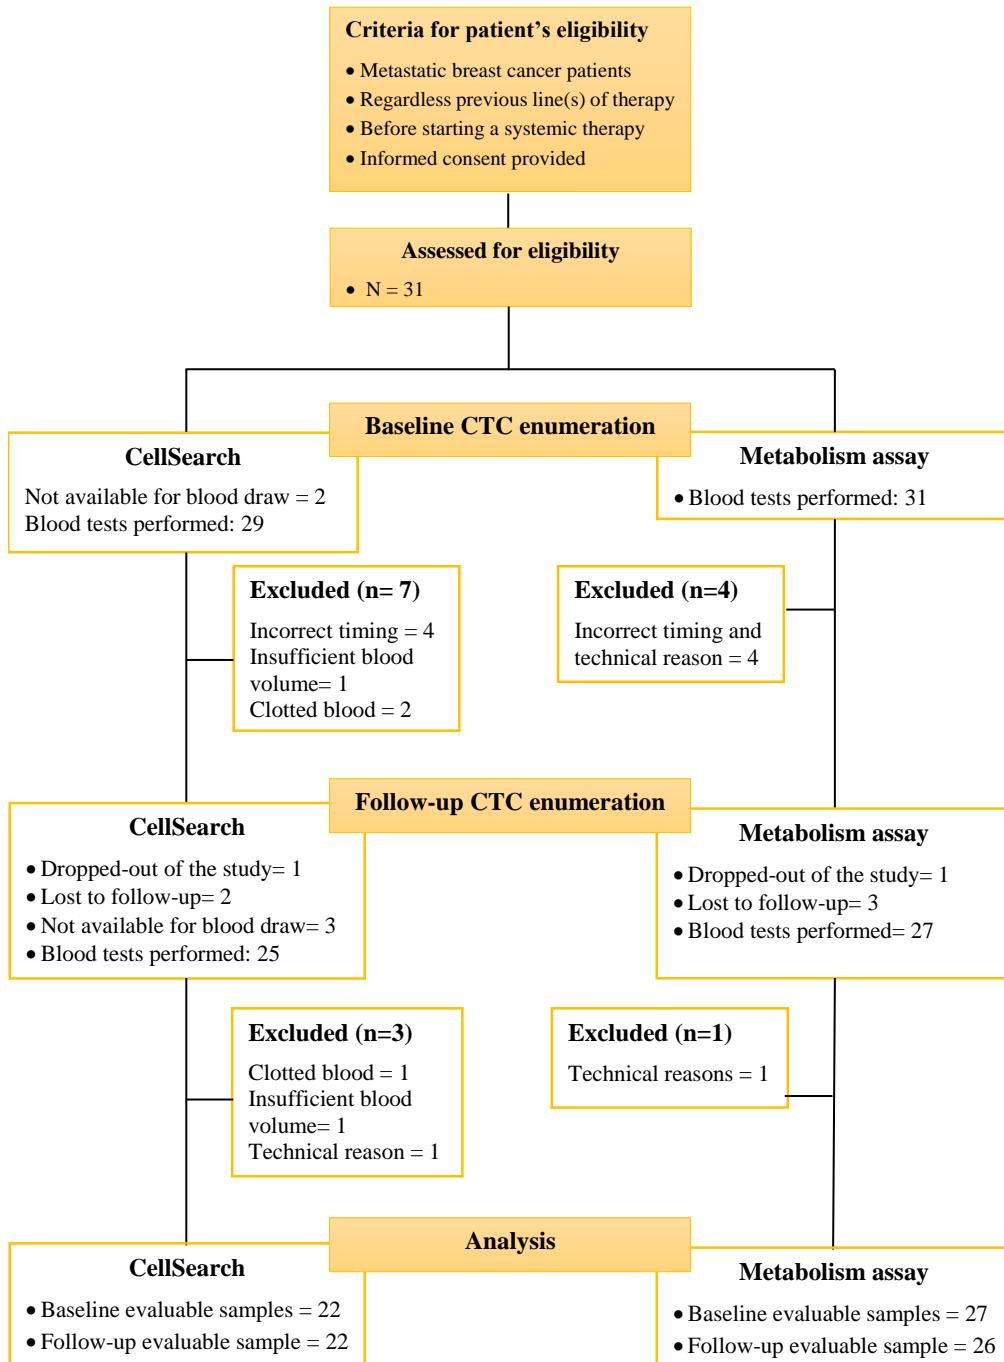 Criteria for patient's eligibility
• Metastatic breast cancer patients
• Regardless previous line(s) of therapy
• Before starting a systemic therapy
• Informed consent provided
Assessed for eligibility
• N = 31
Baseline CTC enumeration
CellSearch
Not available for blood draw = 2
Blood tests performed: 29
Metabolism assay
• Blood tests performed: 31
Excluded (n= 7)
Incorrect timing = 4
Insufficient blood
volume= 1
Clotted blood = 2
Excluded (n=4)
Incorrect timing and
technical reason = 4
Follow-up CTC enumeration
CellSearch
• Dropped-out of the study= 1
• Lost to follow-up= 2
• Not available for blood draw= 3
• Blood tests performed: 25
Metabolism assay
• Dropped-out of the study= 1
• Lost to follow-up= 3
• Blood tests performed= 27
Excluded (n=3)
Clotted blood = 1
Insufficient blood
volume= 1
Technical reason = 1
Excluded (n=1)
Technical reasons = 1
Analysis
CellSearch
• Baseline evaluable samples = 22
• Follow-up evaluable sample = 22
Metabolism assay
• Baseline evaluable samples = 27
• Follow-up evaluable sample = 26